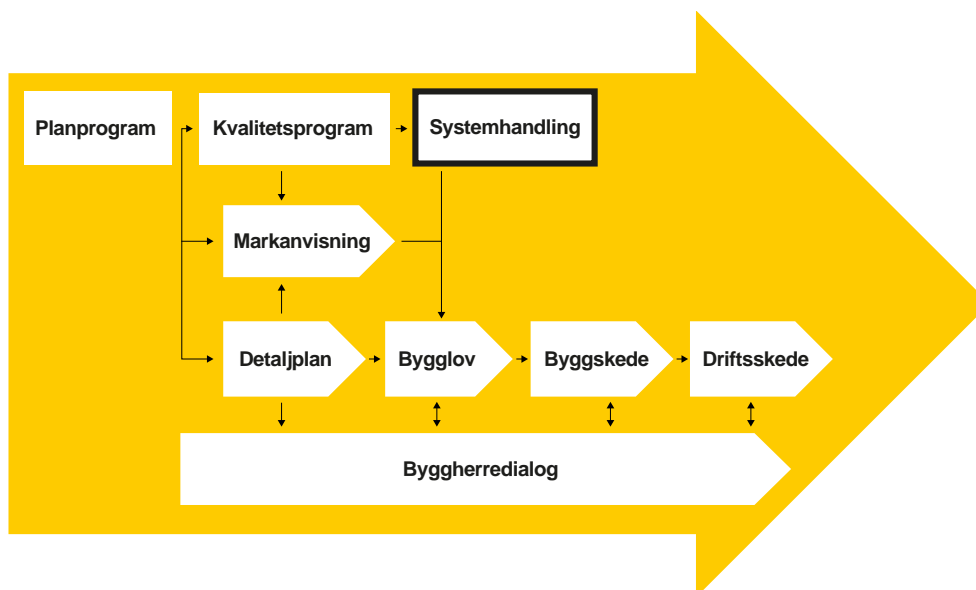 Planprogram
Kvalitetsprogram
Systemhandling
Markanvisning
Detaljplan
Bygglov
Byggskede
Driftsskede
Byggherredialog